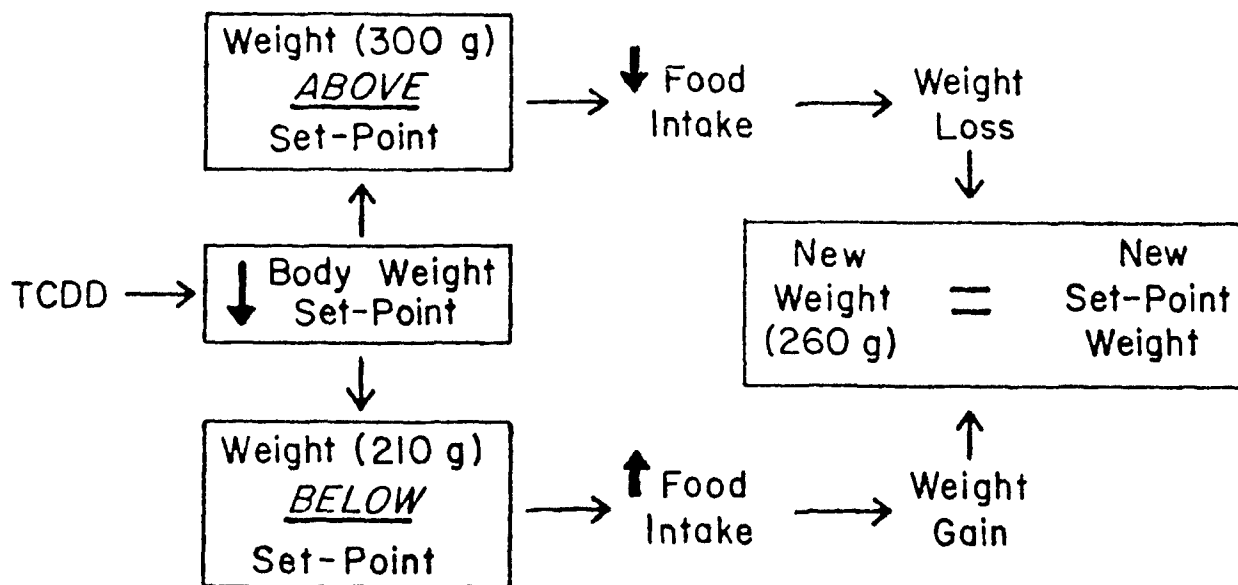 Weight (300 g)
ABOVE
Set-Point
↓ Food
Intake
Weight
Loss
TCDD
↓ Body Weight
Set-Point
New
Weight
(260 g)
=
New
Set-Point
Weight
Weight (210 g)
BELOW
Set-Point
↑ Food
Intake
Weight
Gain